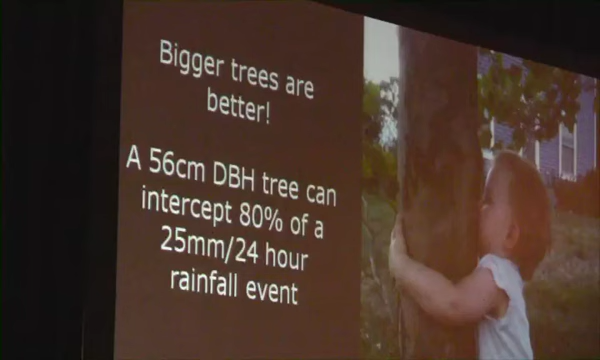 Bigger trees are
better!
A 56cm DBH tree can
intercept 80% of a
25mm/24 hour
rainfall event